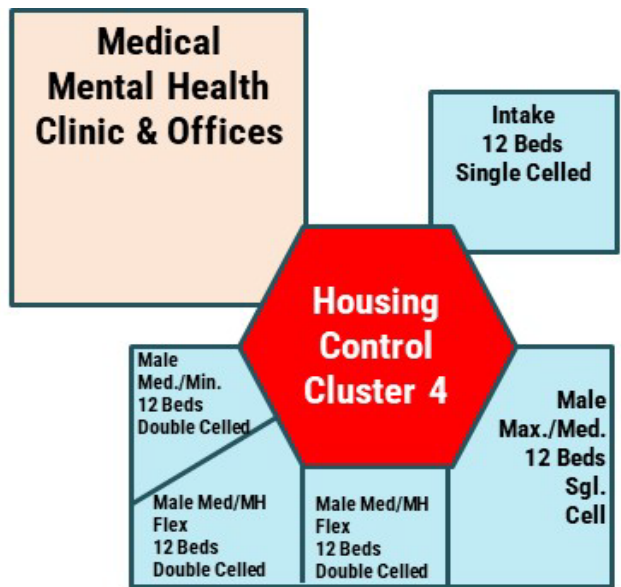 Medical
Mental Health
Clinic & Offices
Intake
12 Beds
Single Celled
Housing
Control
Cluster 4
Male
Med./Min.
12 Beds
Double Celled
Male
Max./Med.
12 Beds
Sgl.
Cell
Male Med/MH
Flex
12 Beds
Double Celled
Male Med/MH
Flex
12 Beds
Double Celled